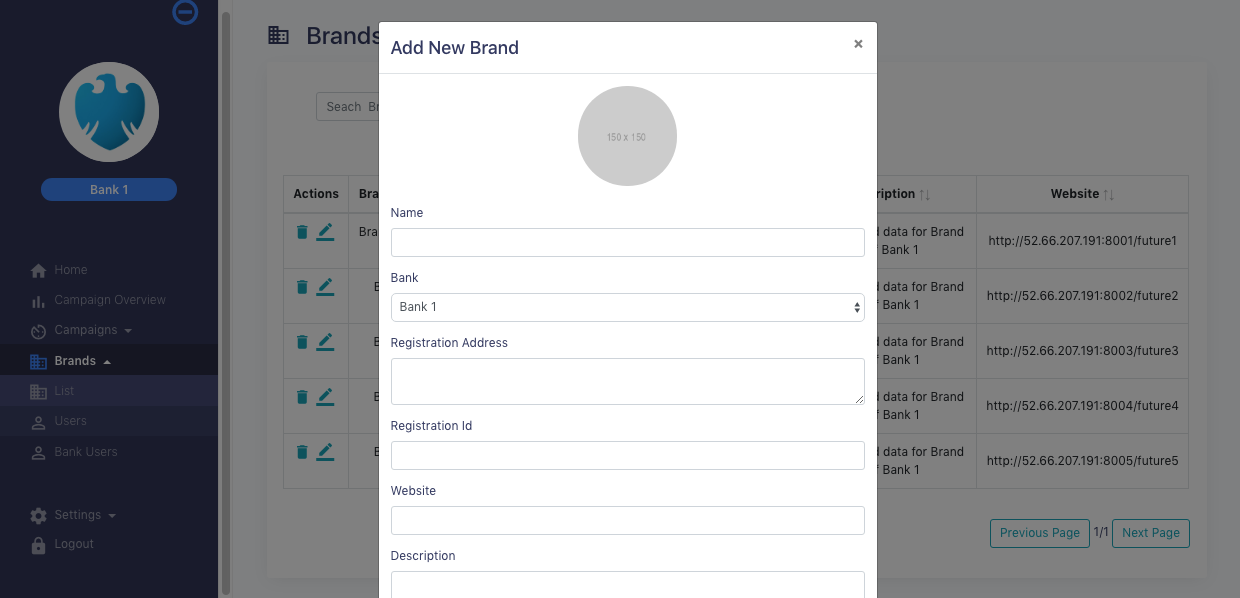 Brands
Bank 1
Home
Campaign Overview
Campaigns
Brands
List
Users
Bank Users
Settings
Logout
Seach
Actions
Website
http://52.66.207.191:8001/future1
http://52.66.207.191:8002/future2
http://52.66.207.191:8003/future3
http://52.66.207.191:8004/future4
http://52.66.207.191:8005/future5
data for Brand
Bank 1
data for Brand
Bank 1
data for Brand
Bank 1
data for Brand
Bank 1
data for Brand
Bank 1
Previous Page 1/1 Next Page
Add New Brand ×
150 x 150
Name
Bank
Bank 1
Registration Address
Registration Id
Website
Description